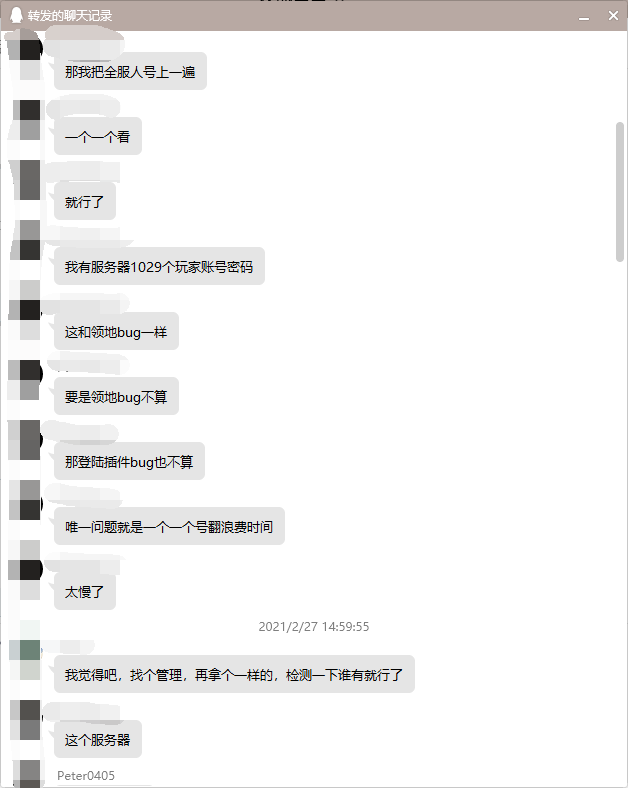 转发的聊天记录
那我把全服人号上一遍
一个一个看
就行了
我有服务器1029个玩家账号密码
这和领地bug一样
要是领地bug不算
那登陆插件bug也不算
唯一问题就是一个一个号翻浪费时间
太慢了
2021/2/27 14:59:55
我觉得吧，找个管理，再拿个一样的，检测一下谁有就行了
这个服务器
Peter0405